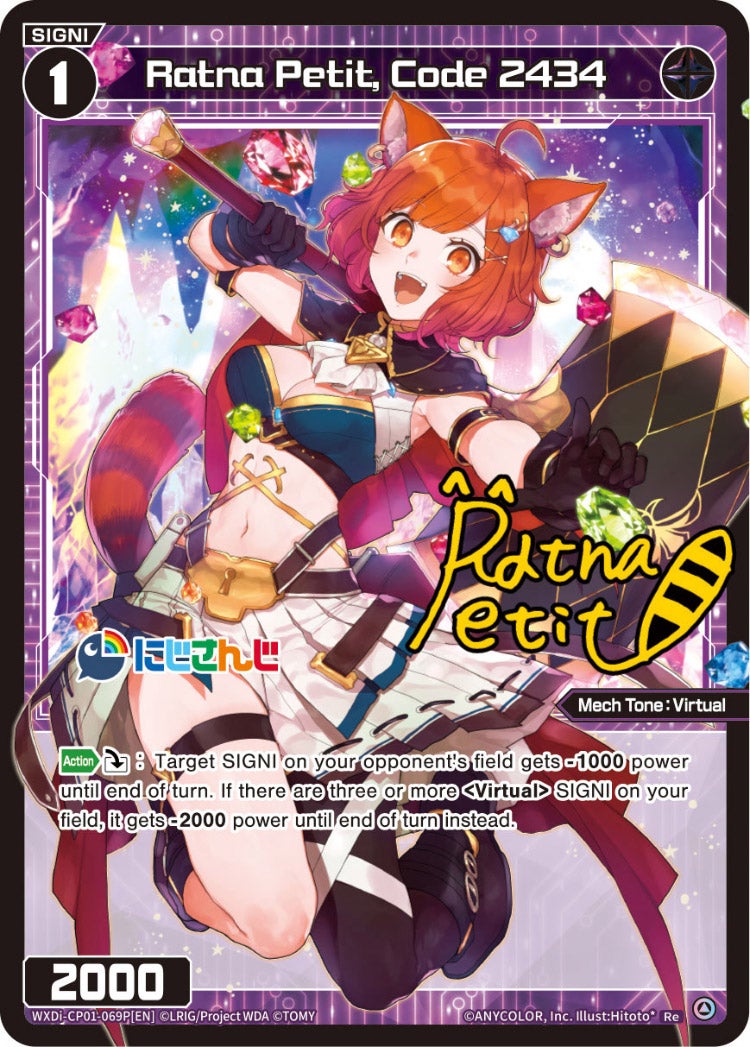 SIGNI
1
Ratna Petit, Code 2434
Ratna
Petit
にじさんじ
Mech Tone:Virtual
Action : Target SIGNI on your opponent's field gets -1000 power
until end of turn. If there are three or more <Virtual> SIGNI on your
field, it gets -2000 power until end of turn instead.
2000
WXDi-CP01-069P[EN] ©LRIG/Project WDA ©TOMY
©ANYCOLOR, Inc. Illust:Hitoto* Re